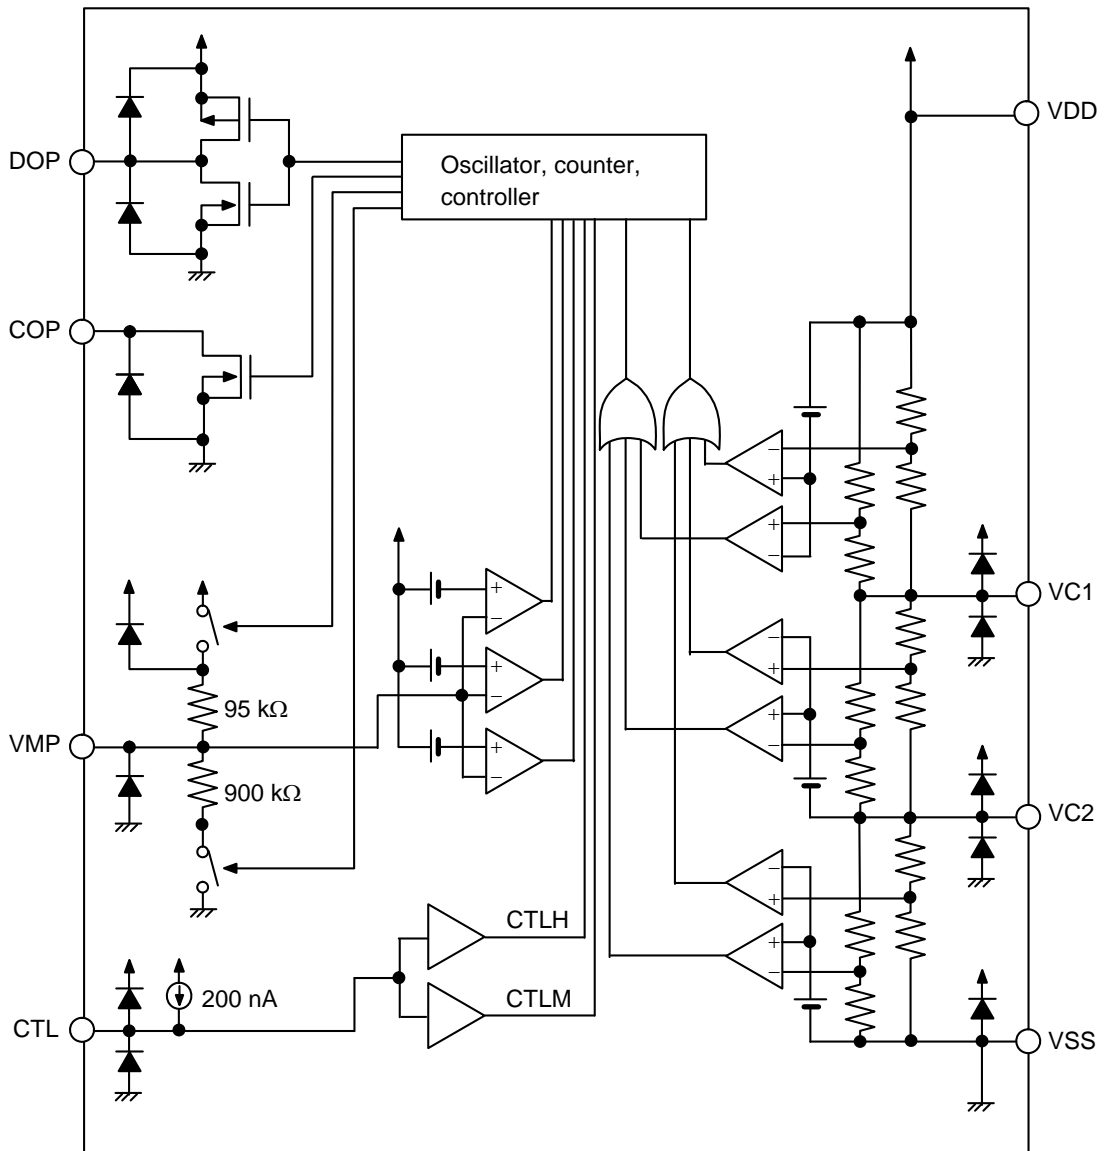 VDD
DOP
Oscillator, counter,
controller
COP
VC1
95 kΩ
VMP
900 kΩ
VC2
CTLH
200 nA
CTLM
CTL
VSS
+
−
+
−
+
−
−
+
+
−
−
+
+
−
−
+
+
−